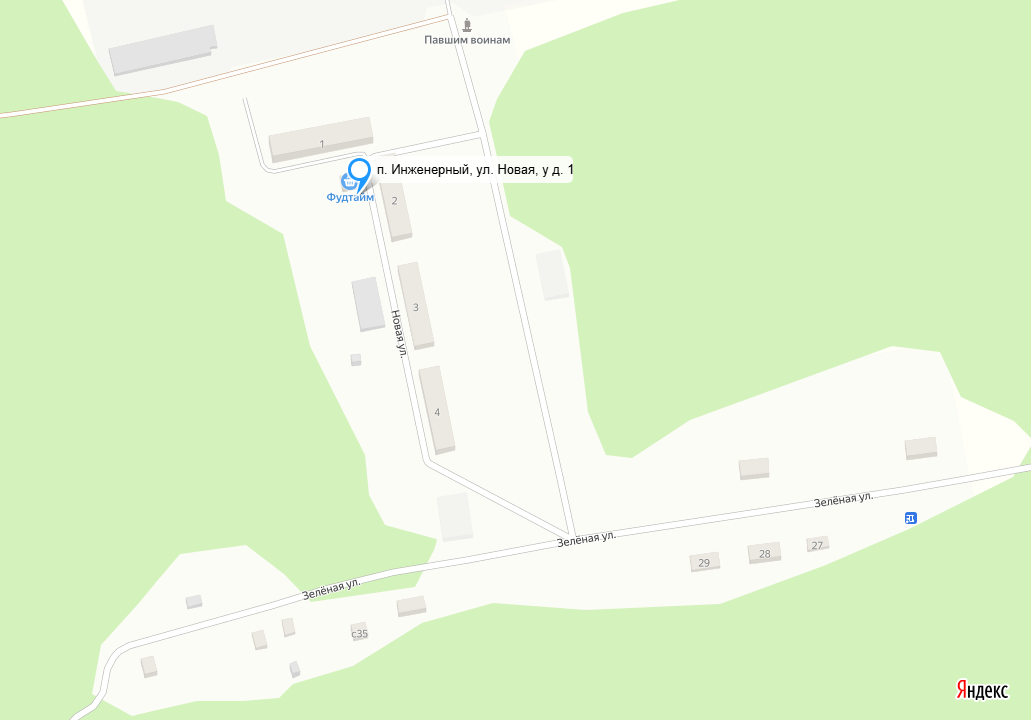 Павшим воинам
1
п. Инженерный, ул. Новая, у д. 1
Фудтайм
2
3
Новая ул.
4
Зелёная ул.
Зелёная ул.
27
28
29
Зелёная ул.
с35
Яндекс